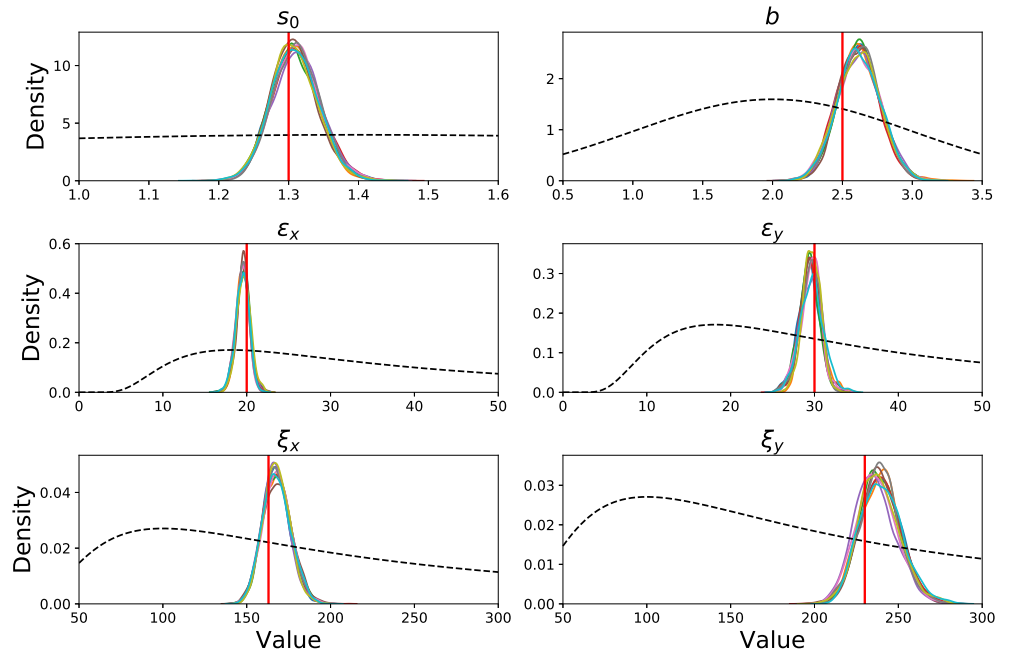 s₀
Density
10
5
0
1.0 1.1 1.2 1.3 1.4 1.5 1.6
b
2
1
0
0.5 1.0 1.5 2.0 2.5 3.0 3.5
εₓ
Density
0.6
0.4
0.2
0.0
0 10 20 30 40 50
ε_y
0.3
0.2
0.1
0.0
0 10 20 30 40 50
ξₓ
Density
0.04
0.02
0.00
50 100 150 200 250 300
Value
ξ_y
0.03
0.02
0.01
0.00
50 100 150 200 250 300
Value